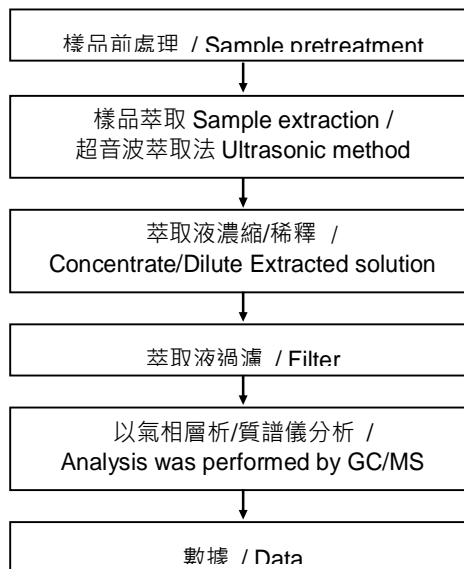 樣品前處理 / Sample pretreatment
樣品萃取 Sample extraction /
超音波萃取法 Ultrasonic method
萃取液濃縮/稀釋 /
Concentrate/Dilute Extracted solution
萃取液過濾 / Filter
以氣相層析/質譜儀分析 /
Analysis was performed by GC/MS
數據 / Data